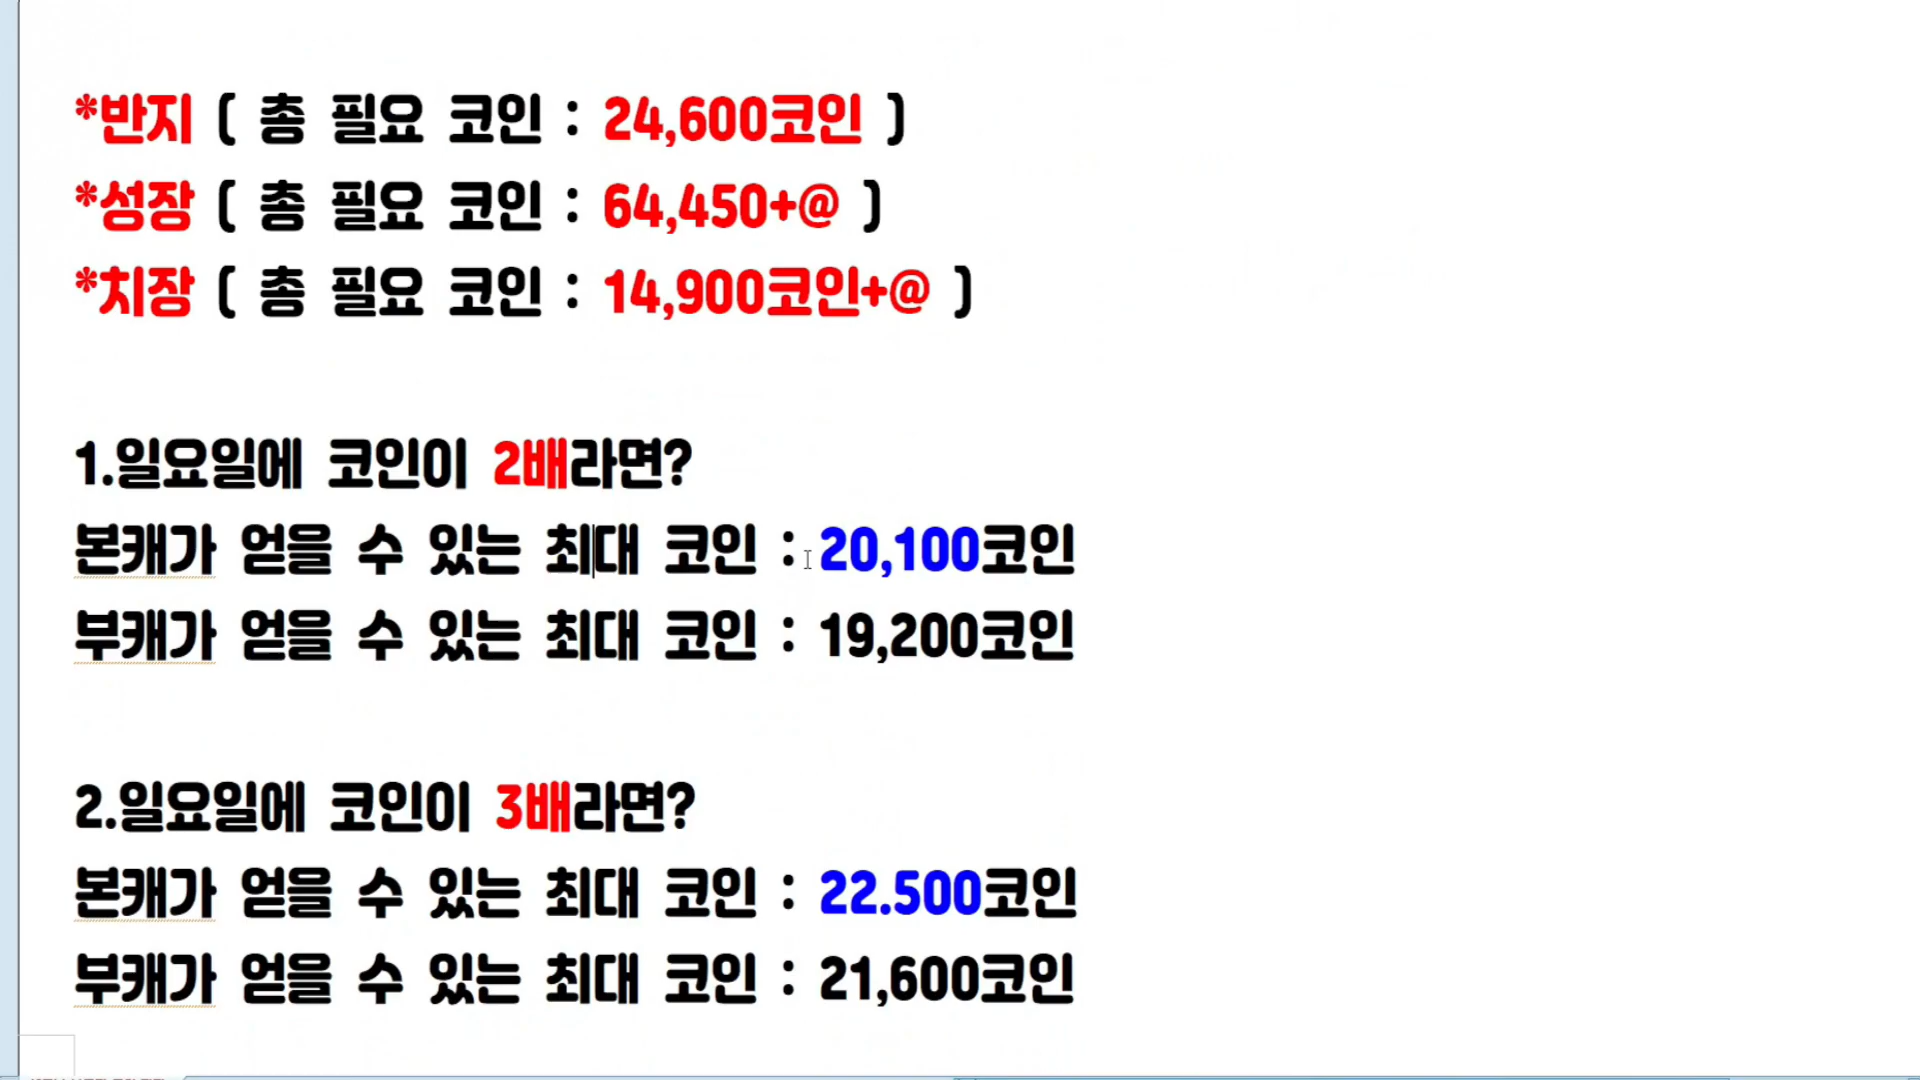 *반지 ( 총 필요 코인 : 24,600코인 )
*성장 ( 총 필요 코인 : 64,450+@ )
*치장 ( 총 필요 코인 : 14,900코인+@ )
1.일요일에 코인이 2배라면?
본캐가 얻을 수 있는 최대 코인 : 20,100코인
부캐가 얻을 수 있는 최대 코인 : 19,200코인
2.일요일에 코인이 3배라면?
본캐가 얻을 수 있는 최대 코인 : 22.500코인
부캐가 얻을 수 있는 최대 코인 : 21,600코인